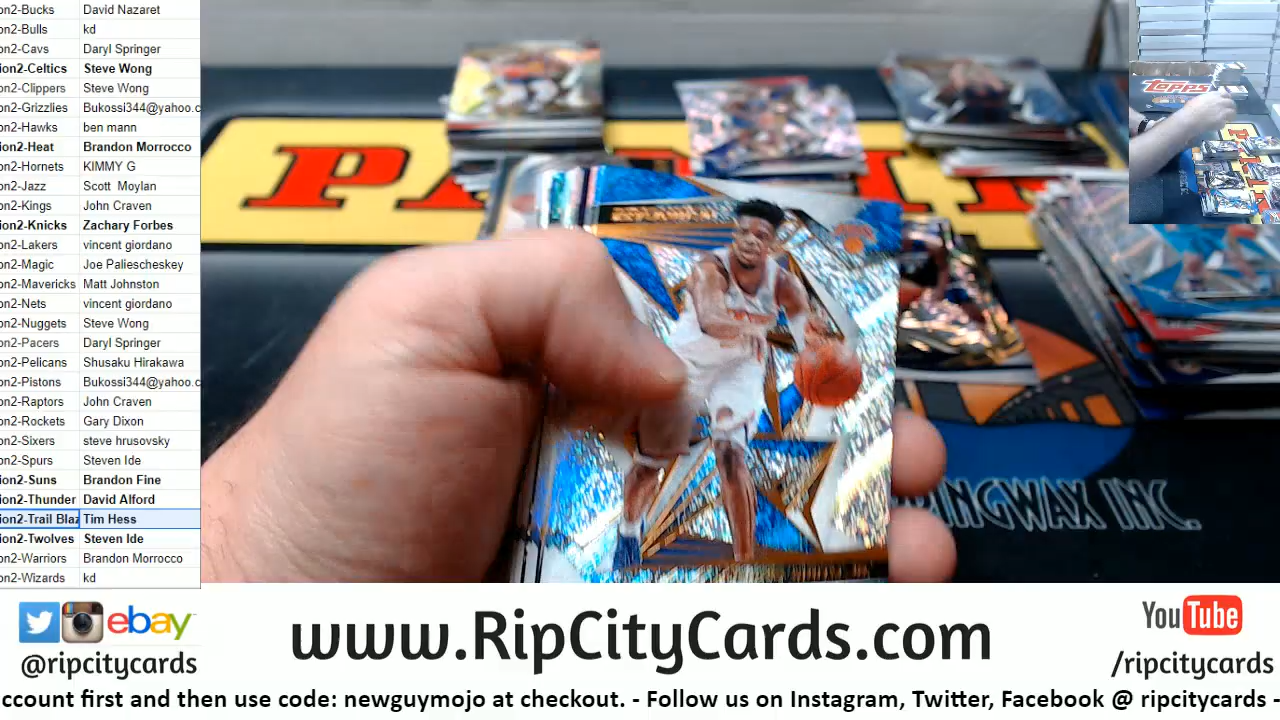 on2-Bucks David Nazaret
on2-Bulls kd
on2-Cavs Daryl Springer
ion2-Celtics Steve Wong
on2-Clippers Steve Wong
on2-Grizzlies Bukossi344@yahoo.c
on2-Hawks ben mann
ion2-Heat Brandon Morrocco
on2-Hornets KIMMY G
on2-Jazz Scott Moylan
on2-Kings John Craven
ion2-Knicks Zachary Forbes
on2-Lakers vincent giordano
on2-Magic Joe Paliescheskey
on2-Mavericks Matt Johnston
on2-Nets vincent giordano
on2-Nuggets Steve Wong
on2-Pacers Daryl Springer
on2-Pelicans Shusaku Hirakawa
on2-Pistons Bukossi344@yahoo.c
on2-Raptors John Craven
on2-Rockets Gary Dixon
on2-Sixers steve hrusovsky
on2-Spurs Steven Ide
ion2-Suns Brandon Fine
ion2-Thunder David Alford
ion2-Trail Blaz Tim Hess
ion2-Twolves Steven Ide
on2-Warriors Brandon Morrocco
on2-Wizards kd
Topps
INGWAX INC.
ebay
@ripcitycards
www.RipCityCards.com
YouTube
/ripcitycards
ccount first and then use code: newguymojo at checkout. - Follow us on Instagram, Twitter, Facebook @ ripcitycards -